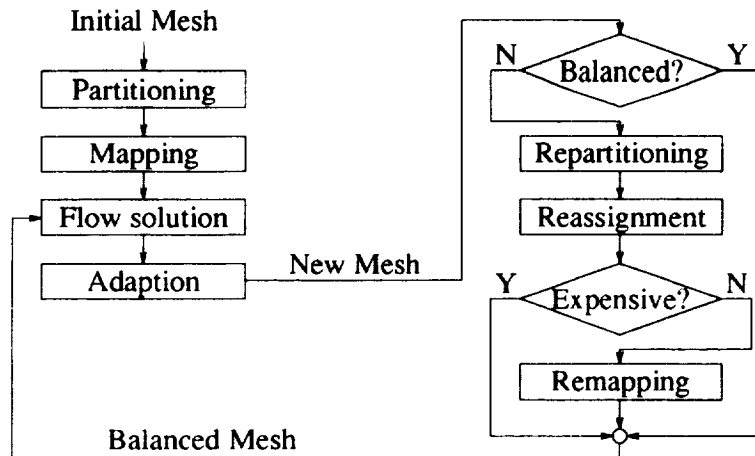 Initial Mesh
Partitioning
Mapping
Flow solution
Adaption
New Mesh
Balanced Mesh
N
Balanced?
Y
Repartitioning
Reassignment
Y
Expensive?
N
Remapping